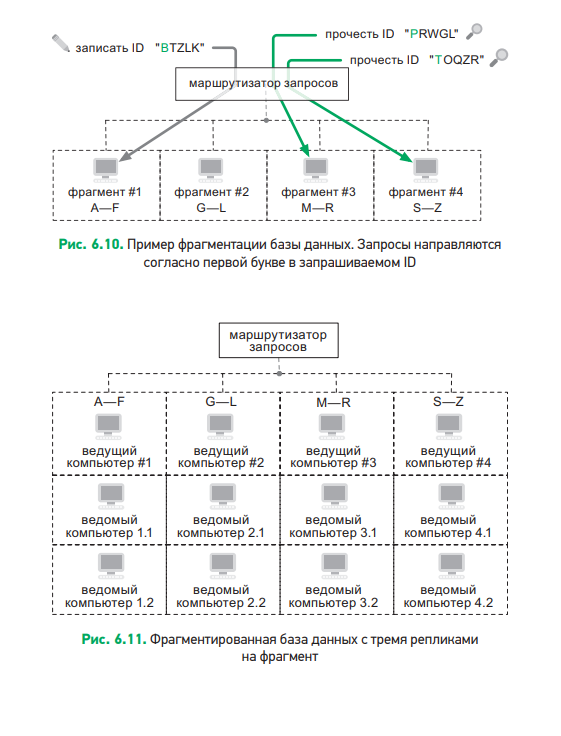 записать ID "BTZLK"
прочесть ID "PRWGL"
прочесть ID "TOQZR"
маршрутизатор запросов
фрагмент #1
A—F
фрагмент #2
G—L
фрагмент #3
M—R
фрагмент #4
S—Z
Рис. 6.10. Пример фрагментации базы данных. Запросы направляются
согласно первой букве в запрашиваемом ID
маршрутизатор
запросов
A—F
G—L
M—R
S—Z
ведущий
компьютер #1
ведущий
компьютер #2
ведущий
компьютер #3
ведущий
компьютер #4
ведомый
компьютер 1.1
ведомый
компьютер 2.1
ведомый
компьютер 3.1
ведомый
компьютер 4.1
ведомый
компьютер 1.2
ведомый
компьютер 2.2
ведомый
компьютер 3.2
ведомый
компьютер 4.2
Рис. 6.11. Фрагментированная база данных с тремя репликами
на фрагмент